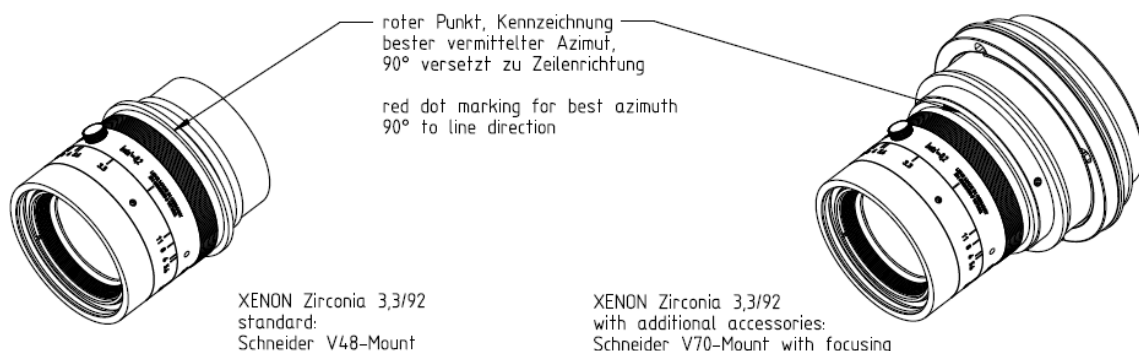 roter Punkt, Kennzeichnung
bester vermittelter Azimut,
90° versetzt zu Zeilenrichtung
red dot marking for best azimuth
90° to line direction
XENON Zirconia 3,3/92
standard:
Schneider V48-Mount
XENON Zirconia 3,3/92
with additional accessories:
Schneider V70-Mount with focusing